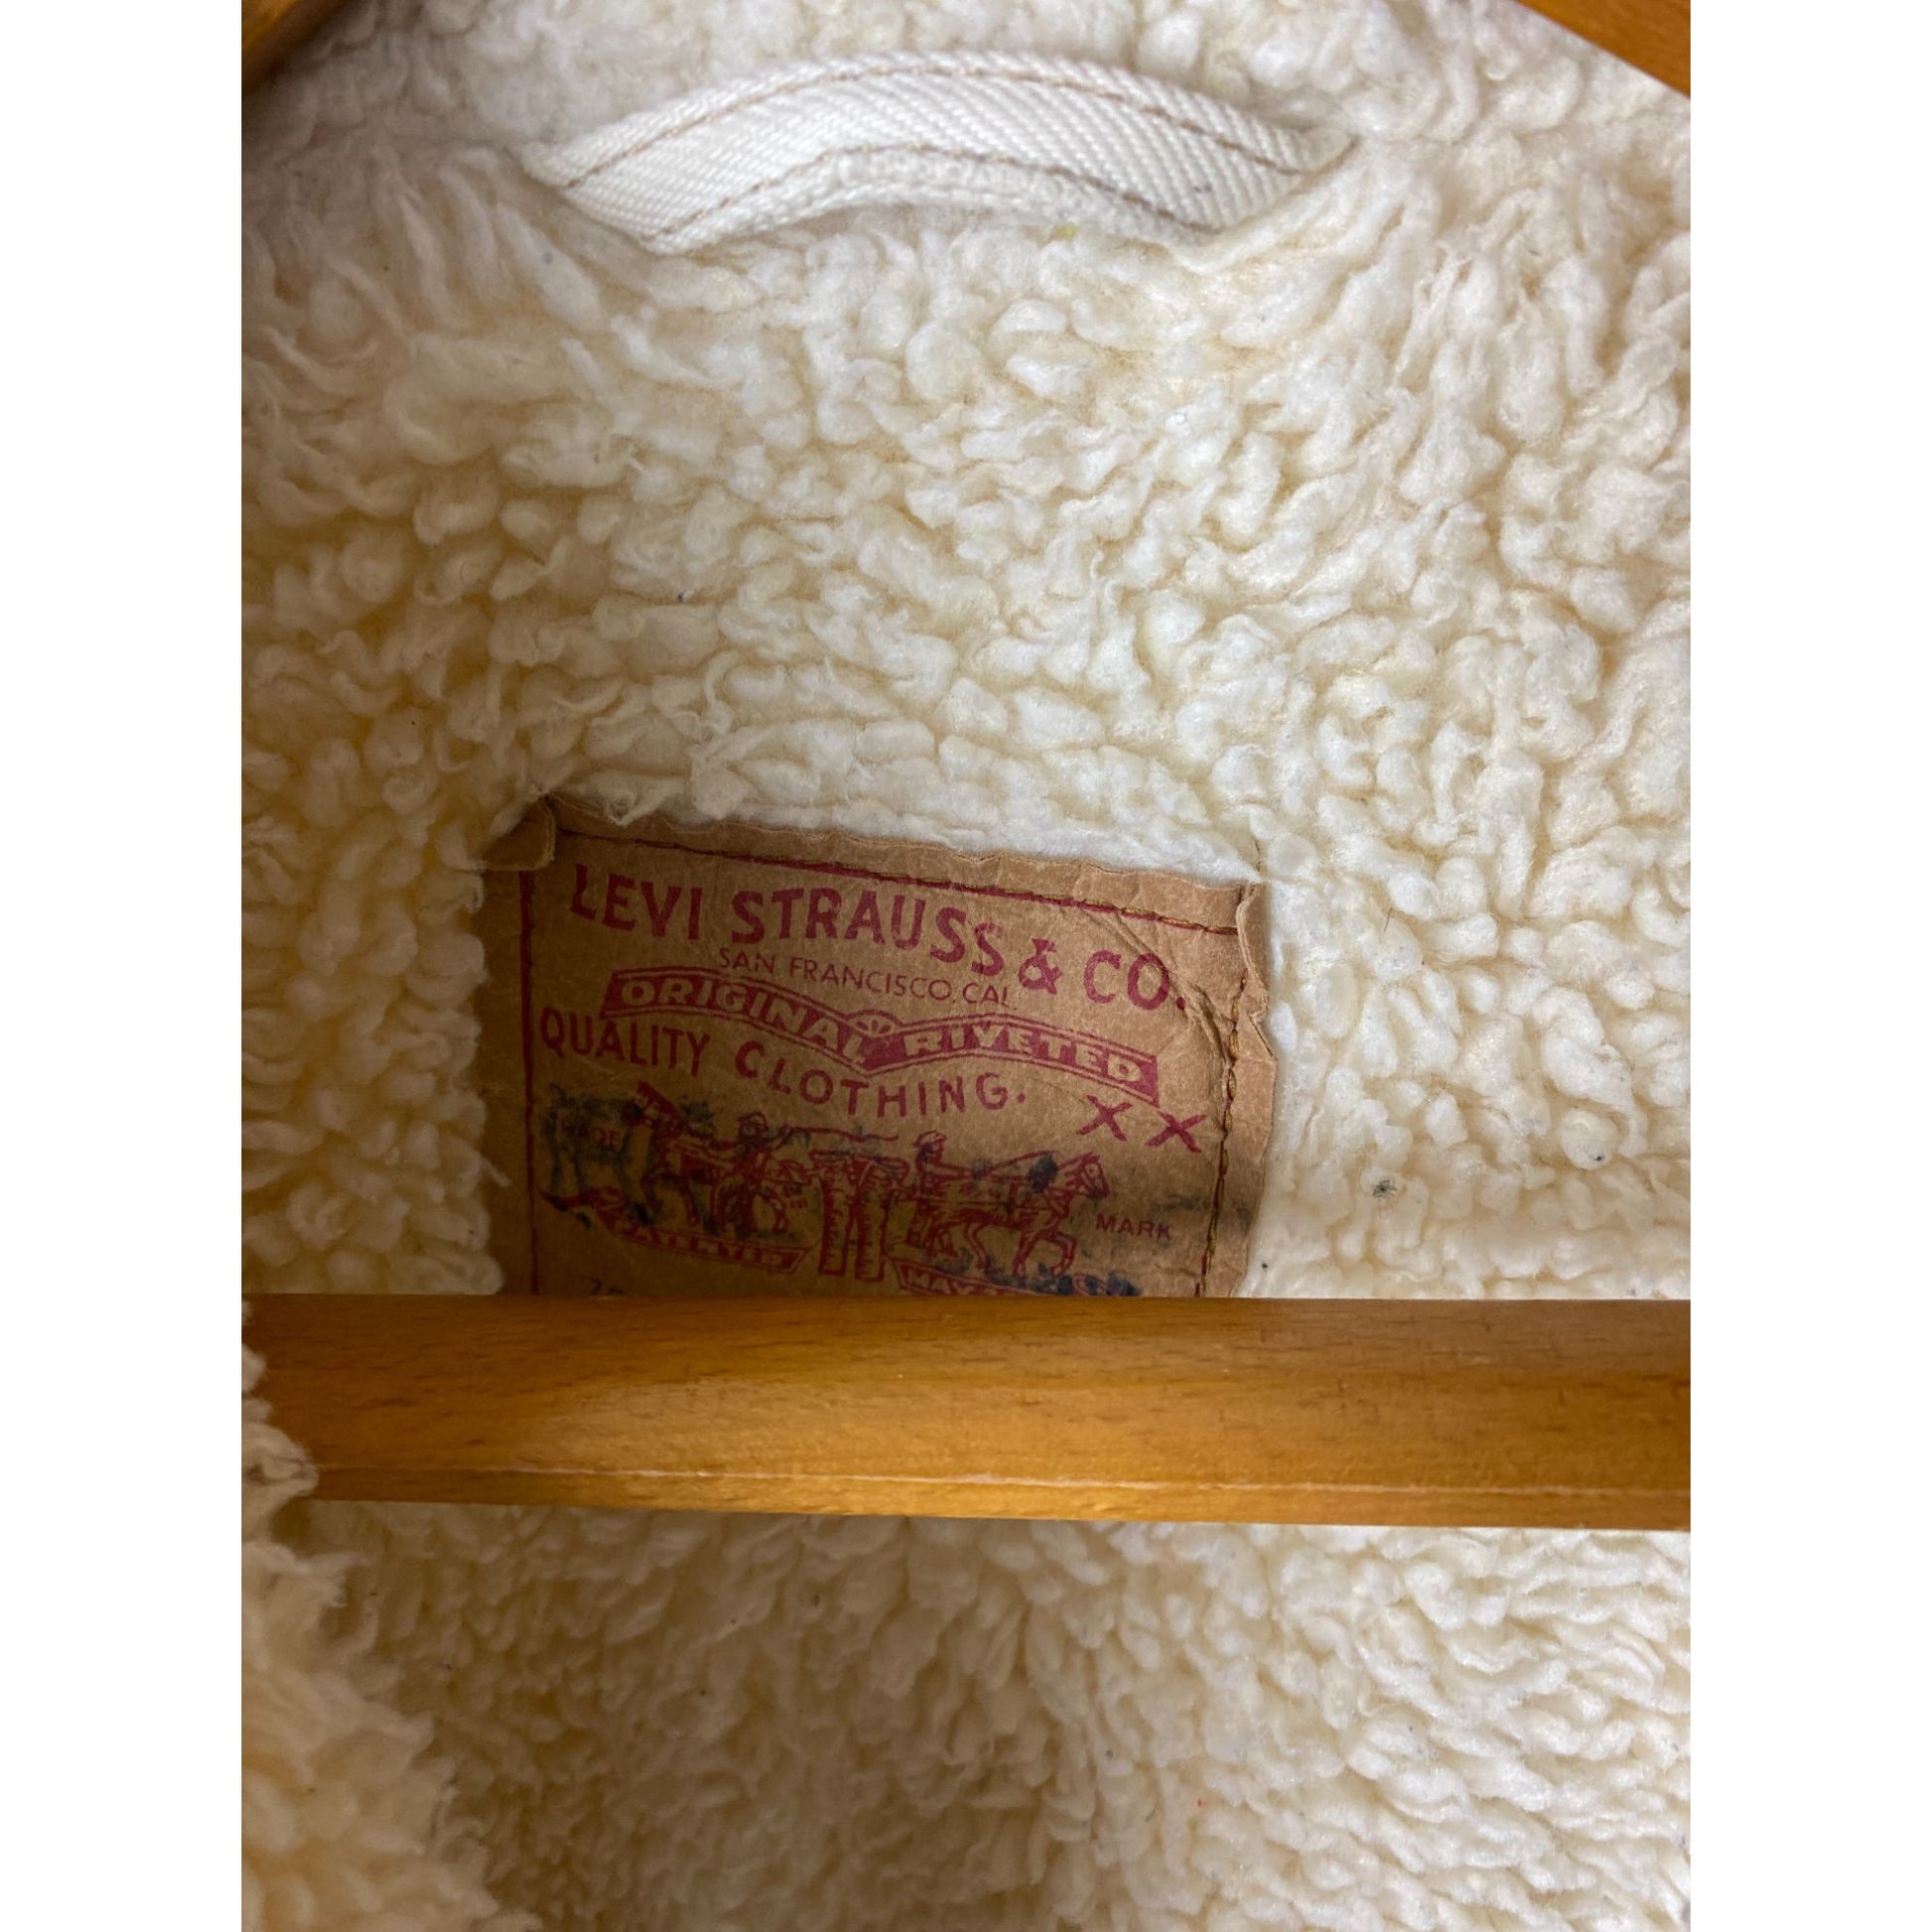 LEVI STRAUSS & CO.
SAN FRANCISCO, CAL
ORIGINAL RIVETED
QUALITY CLOTHING.
XX
MARK